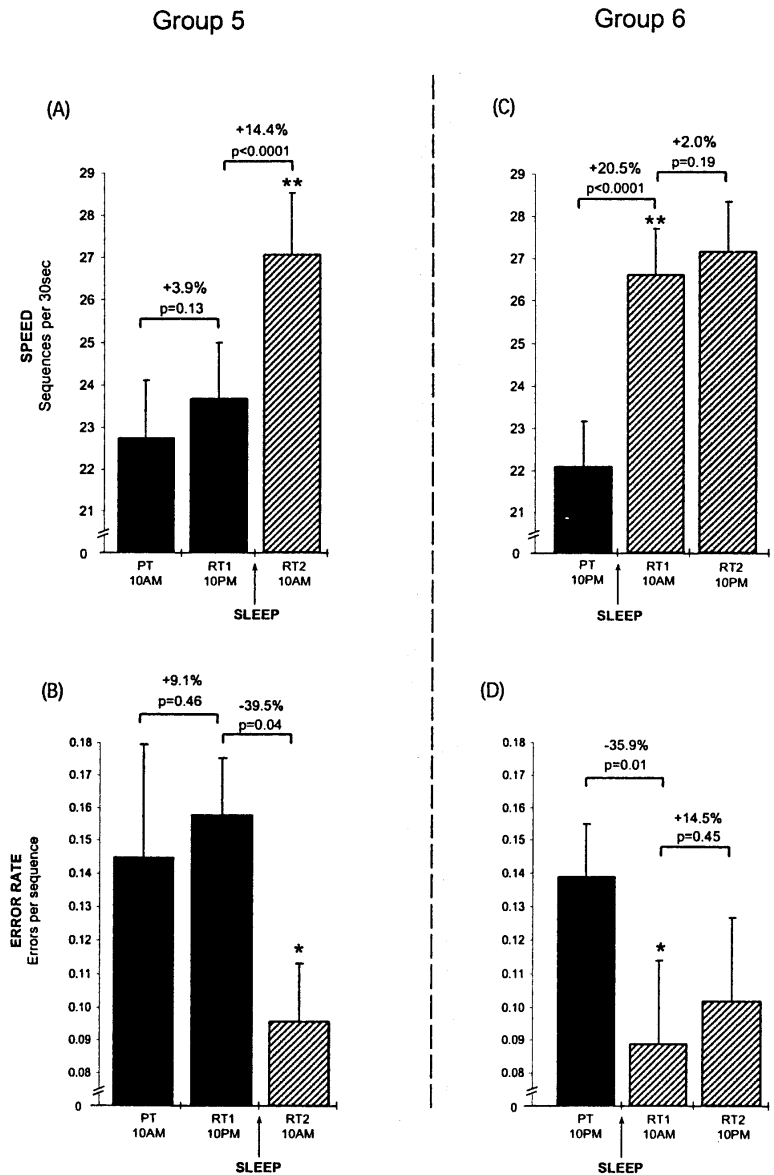 Group 5
Group 6
(A)
+14.4%
p<0.0001
**
+3.9%
p=0.13
29
28
27
26
25
24
23
22
21
0
SPEED
Sequences per 30sec
PT
10AM
RT1
10PM
RT2
10AM
SLEEP
(C)
+2.0%
p=0.19
+20.5%
p<0.0001
**
29
28
27
26
25
24
23
22
21
0
PT
10PM
RT1
10AM
RT2
10PM
SLEEP
(B)
+9.1%
p=0.46
-39.5%
p=0.04
*
0.18
0.17
0.16
0.15
0.14
0.13
0.12
0.11
0.10
0.09
0.08
0
ERROR RATE
Errors per sequence
PT
10AM
RT1
10PM
RT2
10AM
SLEEP
(D)
-35.9%
p=0.01
+14.5%
p=0.45
*
0.18
0.17
0.16
0.15
0.14
0.13
0.12
0.11
0.10
0.09
0.08
0
PT
10PM
RT1
10AM
RT2
10PM
SLEEP